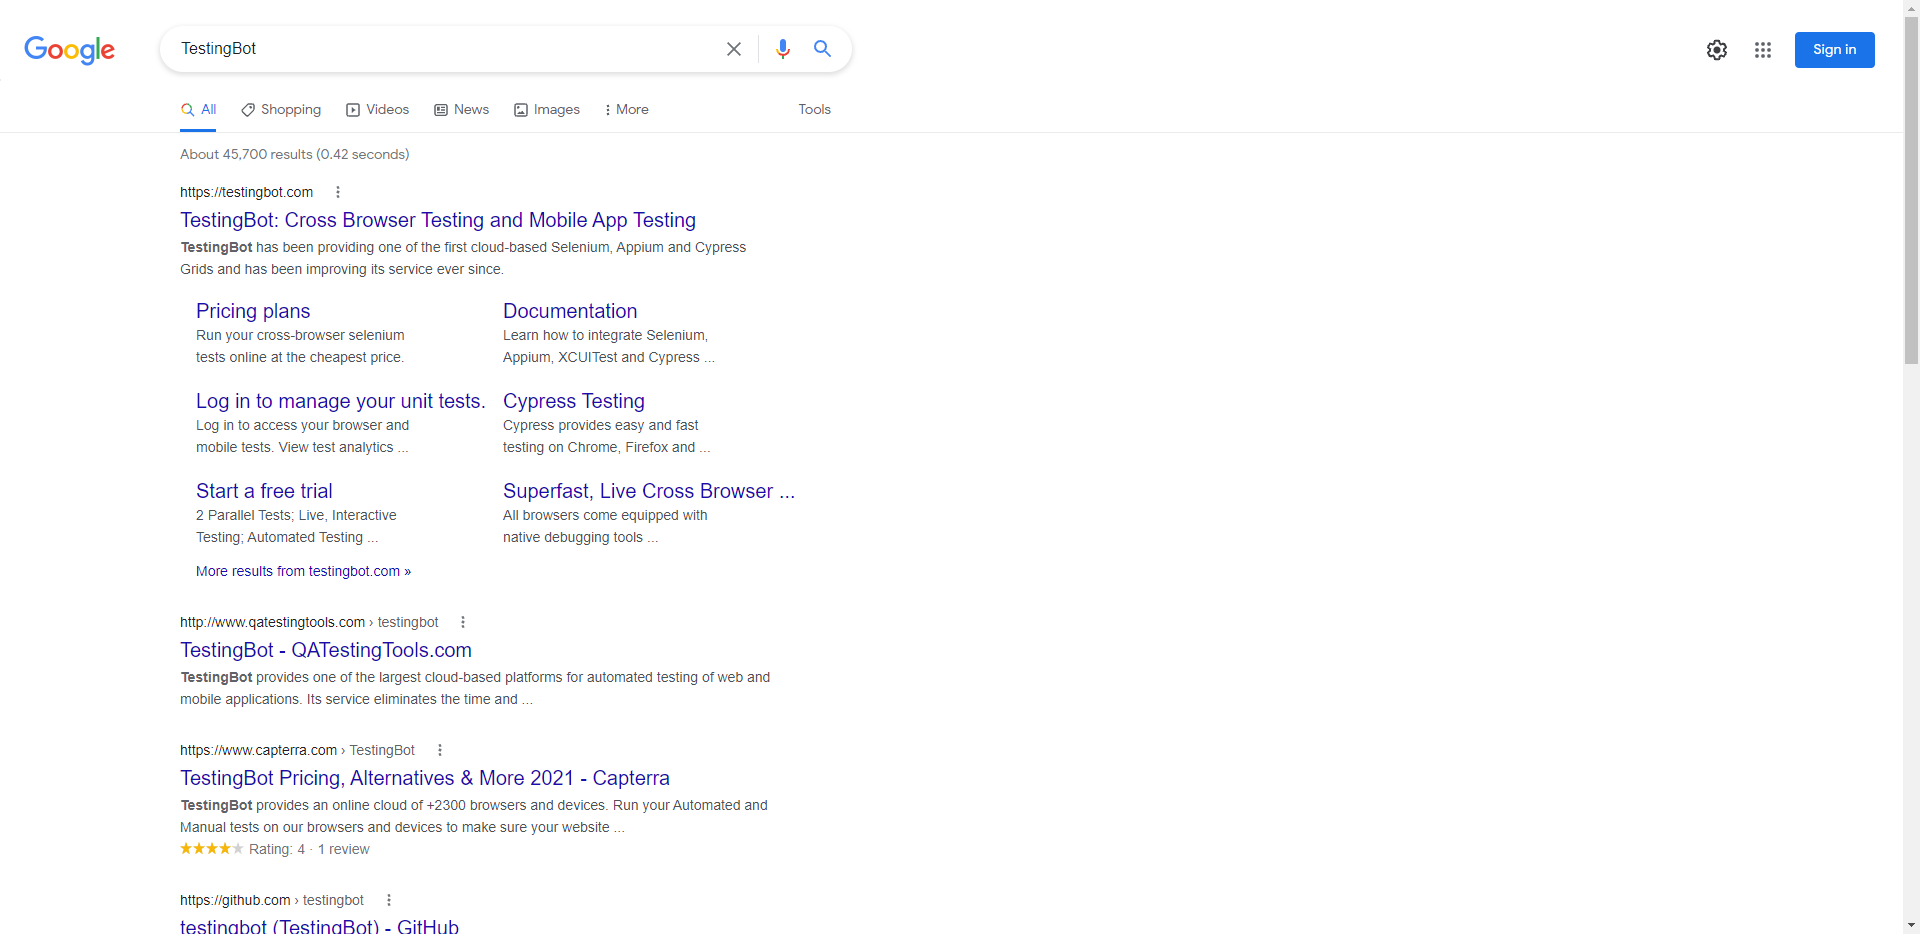 Google
TestingBot
Sign in
All
Shopping
Videos
News
Images
More
Tools
About 45,700 results (0.42 seconds)
https://testingbot.com
TestingBot: Cross Browser Testing and Mobile App Testing
TestingBot has been providing one of the first cloud-based Selenium, Appium and Cypress
Grids and has been improving its service ever since.
Pricing plans
Run your cross-browser selenium
tests online at the cheapest price.
Documentation
Learn how to integrate Selenium,
Appium, XCUITest and Cypress ...
Log in to manage your unit tests.
Log in to access your browser and
mobile tests. View test analytics ...
Cypress Testing
Cypress provides easy and fast
testing on Chrome, Firefox and ...
Start a free trial
2 Parallel Tests; Live, Interactive
Testing; Automated Testing ...
Superfast, Live Cross Browser ...
All browsers come equipped with
native debugging tools ...
More results from testingbot.com »
http://www.qatestingtools.com › testingbot
TestingBot - QATestingTools.com
TestingBot provides one of the largest cloud-based platforms for automated testing of web and
mobile applications. Its service eliminates the time and ...
https://www.capterra.com › TestingBot
TestingBot Pricing, Alternatives & More 2021 - Capterra
TestingBot provides an online cloud of +2300 browsers and devices. Run your Automated and
Manual tests on our browsers and devices to make sure your website ...
Rating: 4 · 1 review
https://github.com › testingbot
testingbot (TestingBot) - GitHub